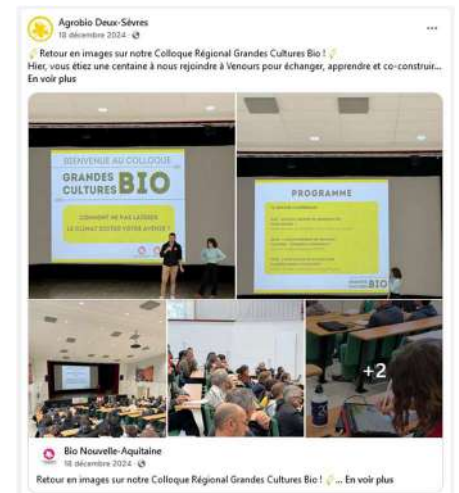 Agrobio Deux-Sèvres
18 décembre 2024
Retour en images sur notre Colloque Régional Grandes Cultures Bio !
Hier, vous étiez une centaine à nous rejoindre à Venours pour échanger, apprendre et co-construir...
En voir plus
BIENVENUE AU COLLOQUE
GRANDES
CULTURES BIO
COMMENT NE PAS LAISSER
LE CLIMAT DICTER VOTRE AVENIR ?
PROGRAMME
GRANDES
CULTURES BIO
+2
Bio Nouvelle-Aquitaine
18 décembre 2024
Retour en images sur notre Colloque Régional Grandes Cultures Bio ! ... En voir plus